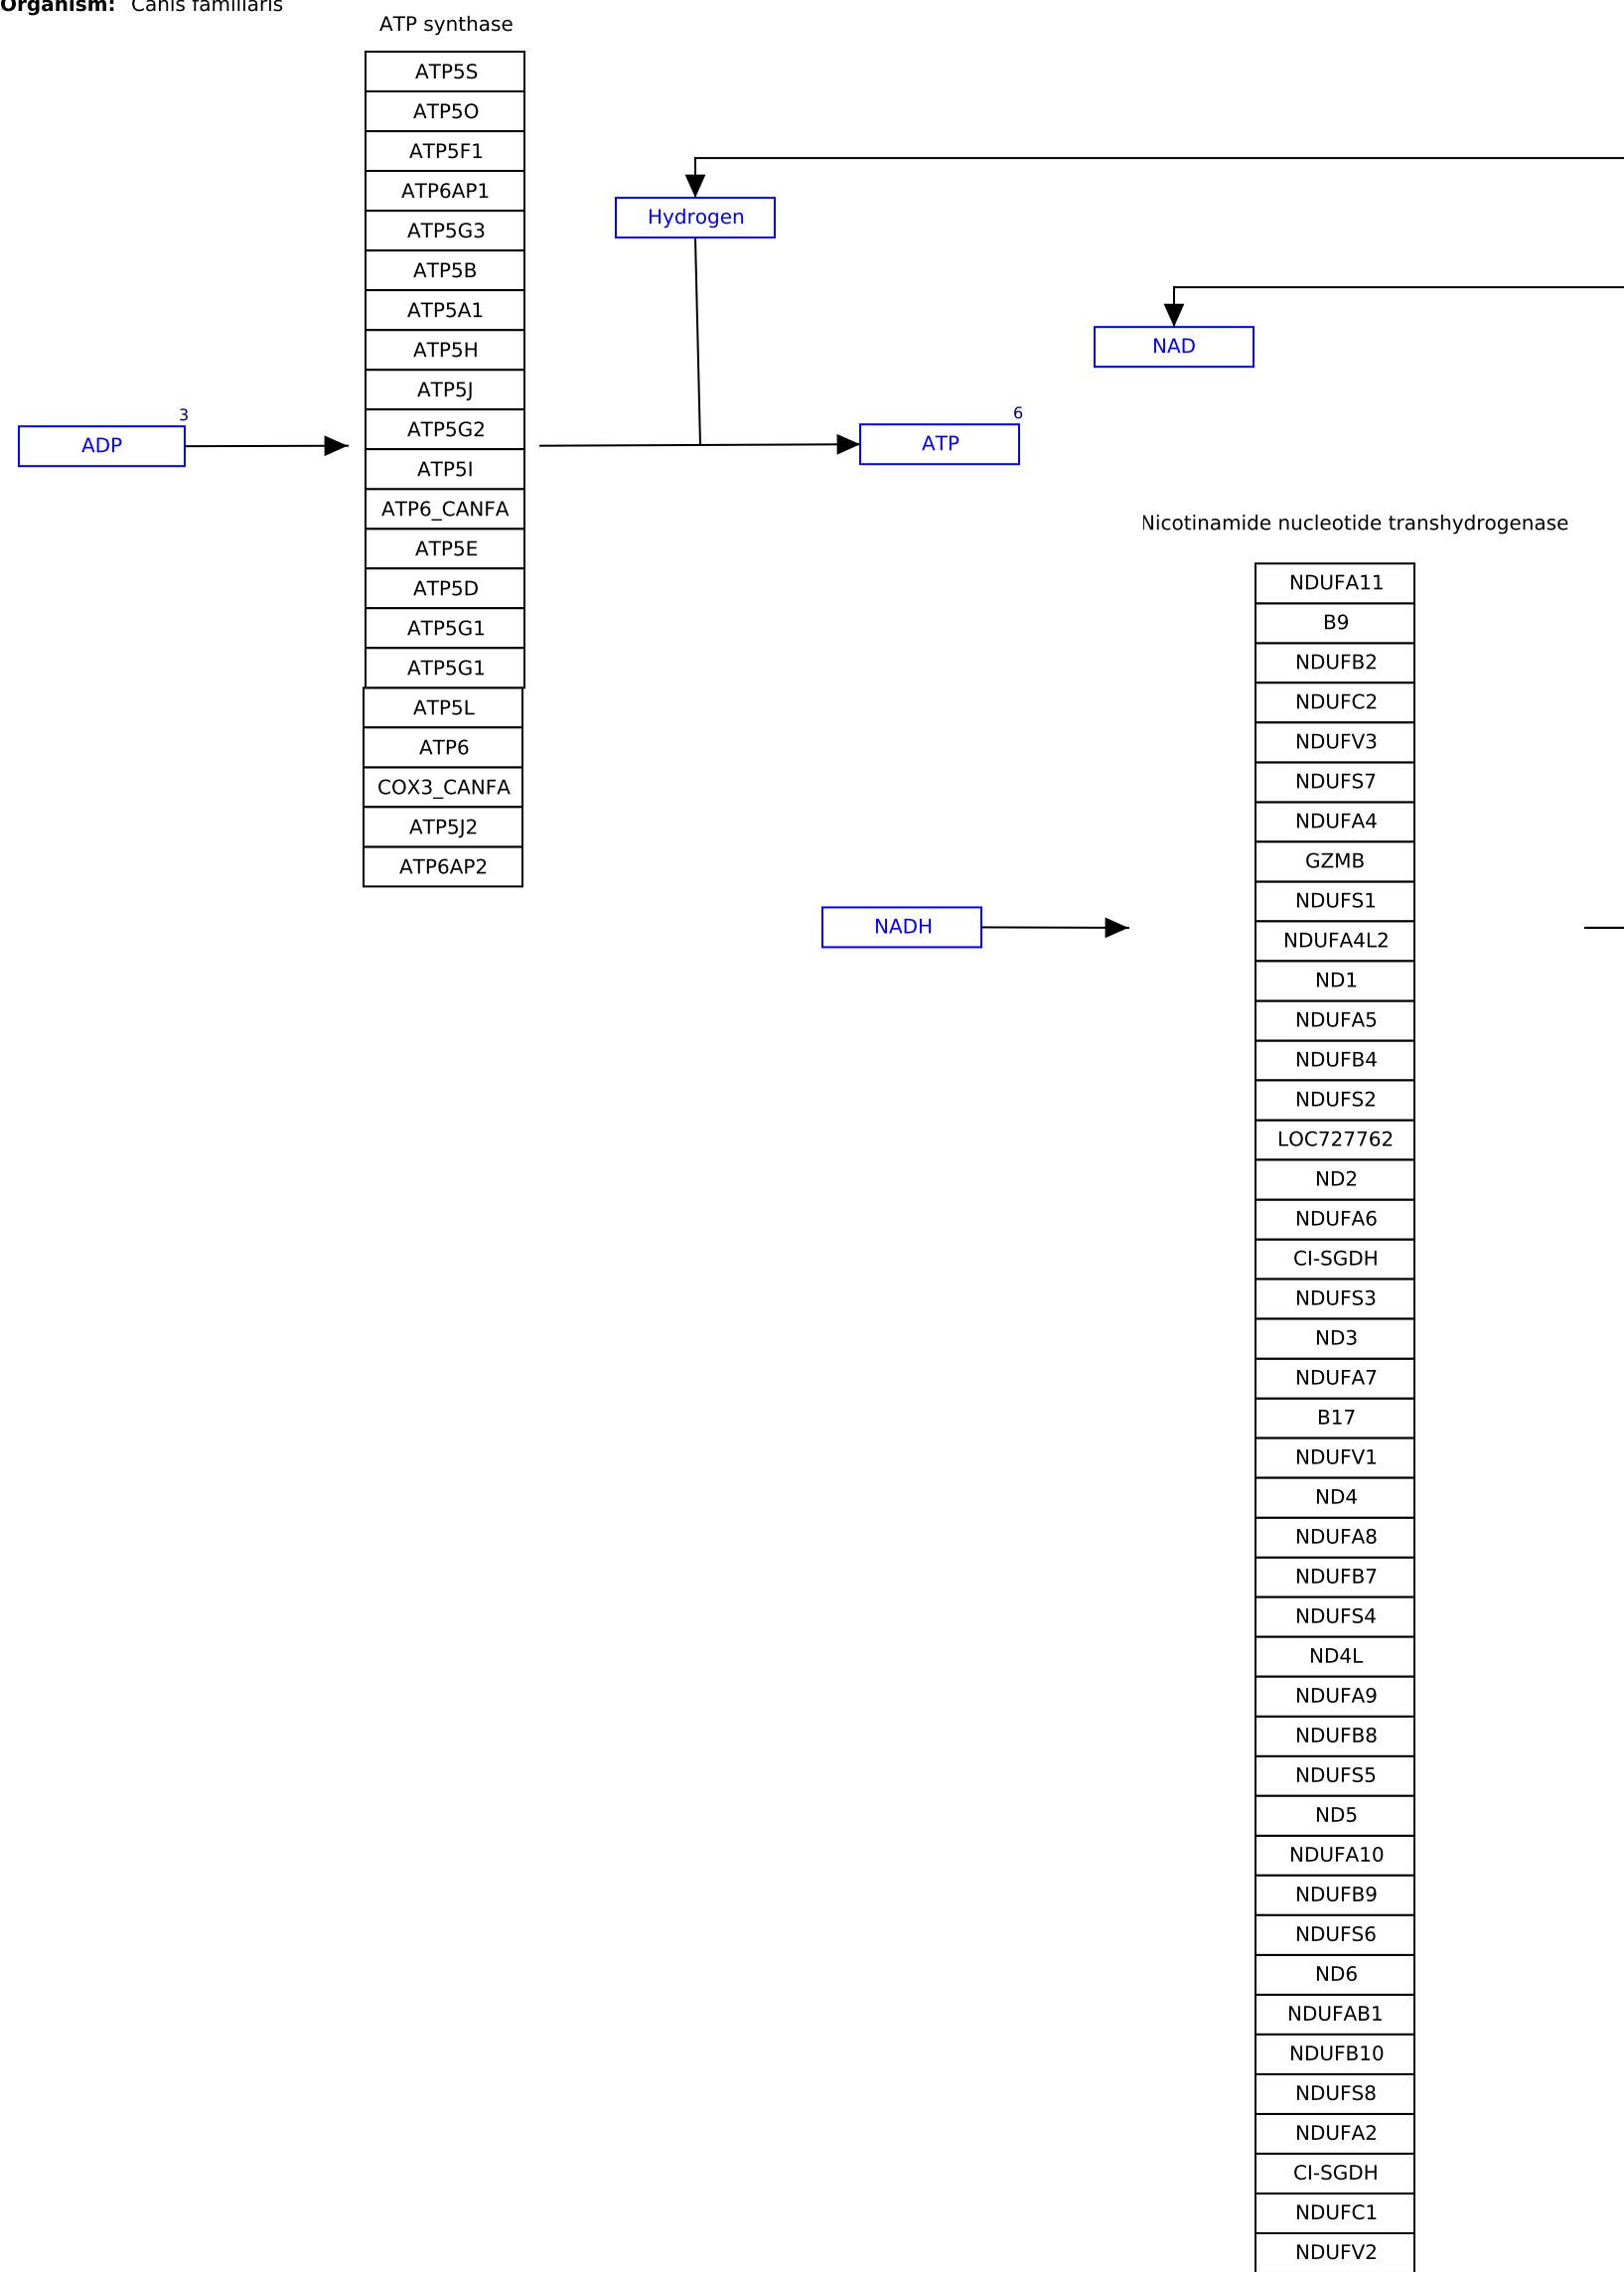 Organism: Canis familiaris
ATP synthase
ATP5S
ATP5O
ATP5F1
ATP6AP1
ATP5G3
ATP5B
ATP5A1
ATP5H
ATP5J
ATP5G2
ATP5I
ATP6_CANFA
ATP5E
ATP5D
ATP5G1
ATP5G1
ATP5L
ATP6
COX3_CANFA
ATP5J2
ATP6AP2
Hydrogen
NAD
3
ADP
6
ATP
Nicotinamide nucleotide transhydrogenase
NADH
NDUFA11
B9
NDUFB2
NDUFC2
NDUFV3
NDUFS7
NDUFA4
GZMB
NDUFS1
NDUFA4L2
ND1
NDUFA5
NDUFB4
NDUFS2
LOC727762
ND2
NDUFA6
CI-SGDH
NDUFS3
ND3
NDUFA7
B17
NDUFV1
ND4
NDUFA8
NDUFB7
NDUFS4
ND4L
NDUFA9
NDUFB8
NDUFS5
ND5
NDUFA10
NDUFB9
NDUFS6
ND6
NDUFAB1
NDUFB10
NDUFS8
NDUFA2
CI-SGDH
NDUFC1
NDUFV2